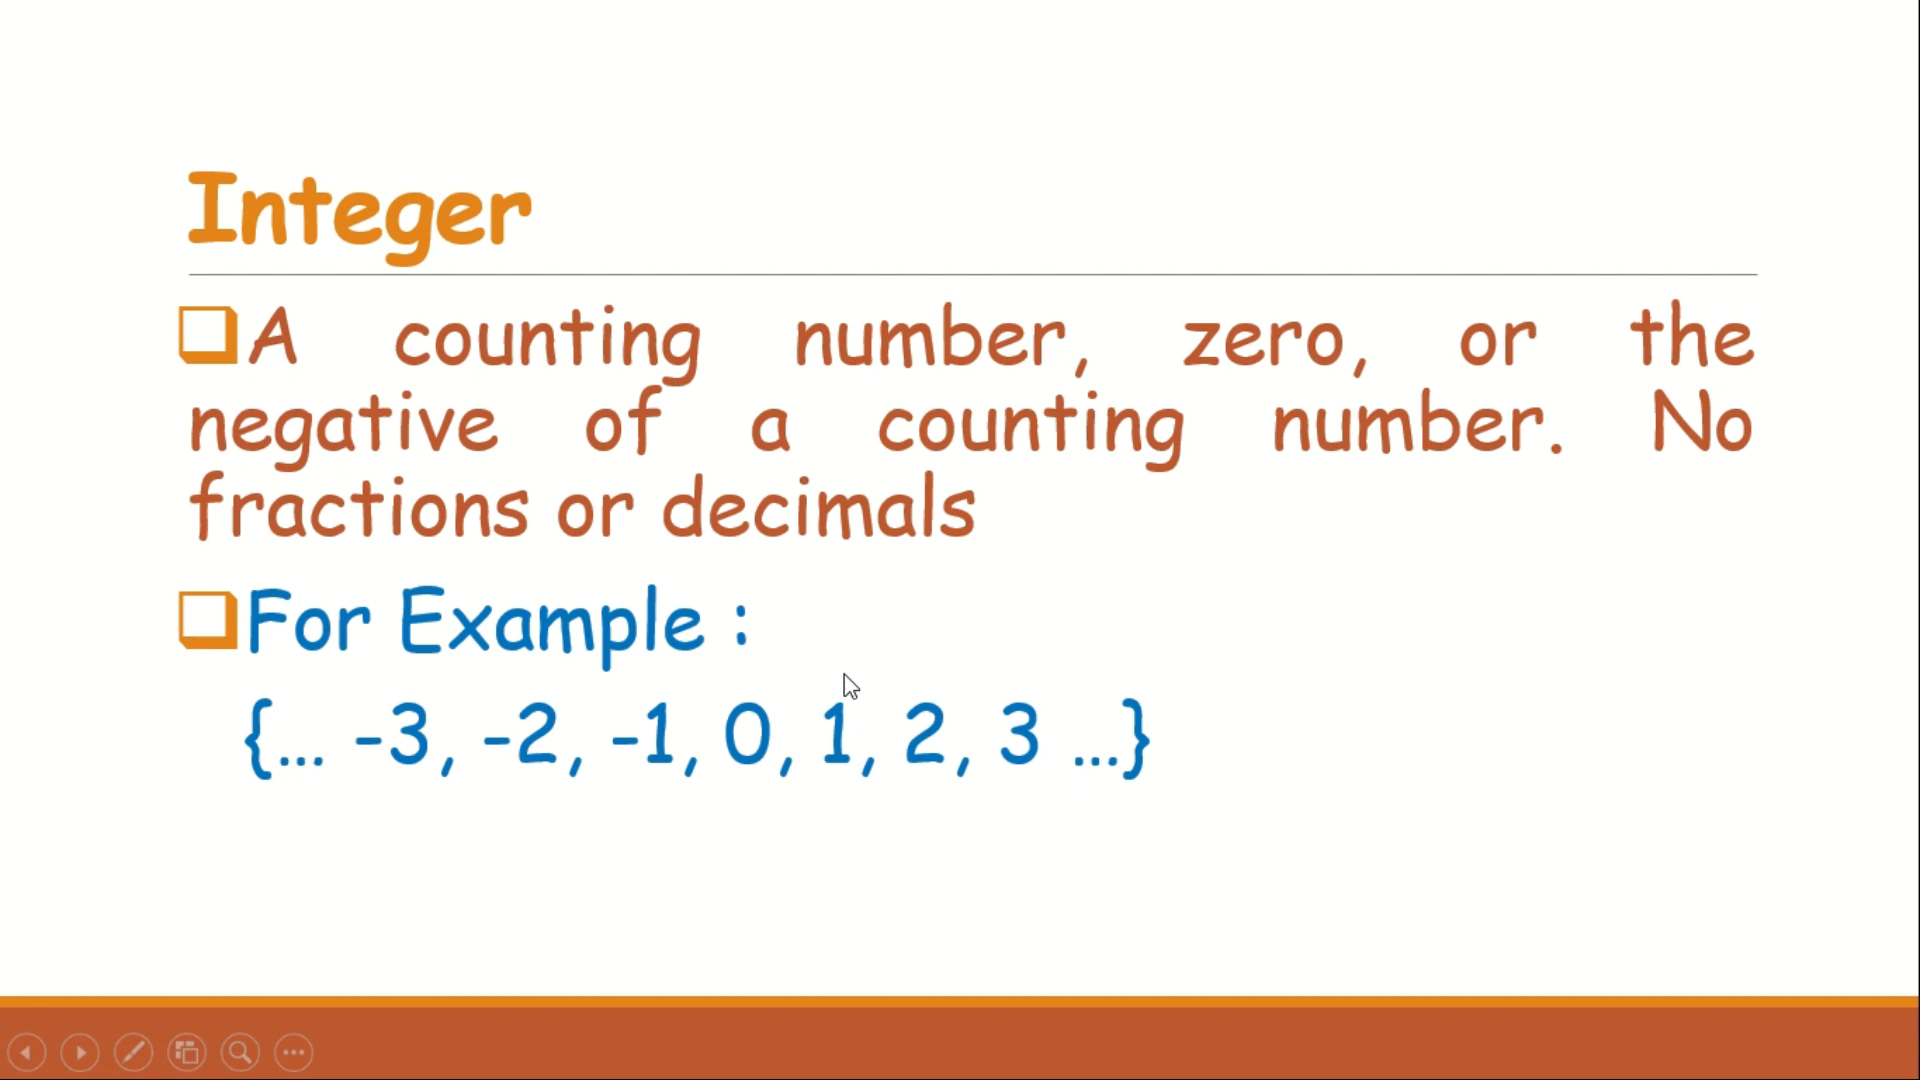 Integer
A counting number, zero, or the
negative of a counting number. No
fractions or decimals
For Example :
{... -3, -2, -1, 0, 1, 2, 3 ...}